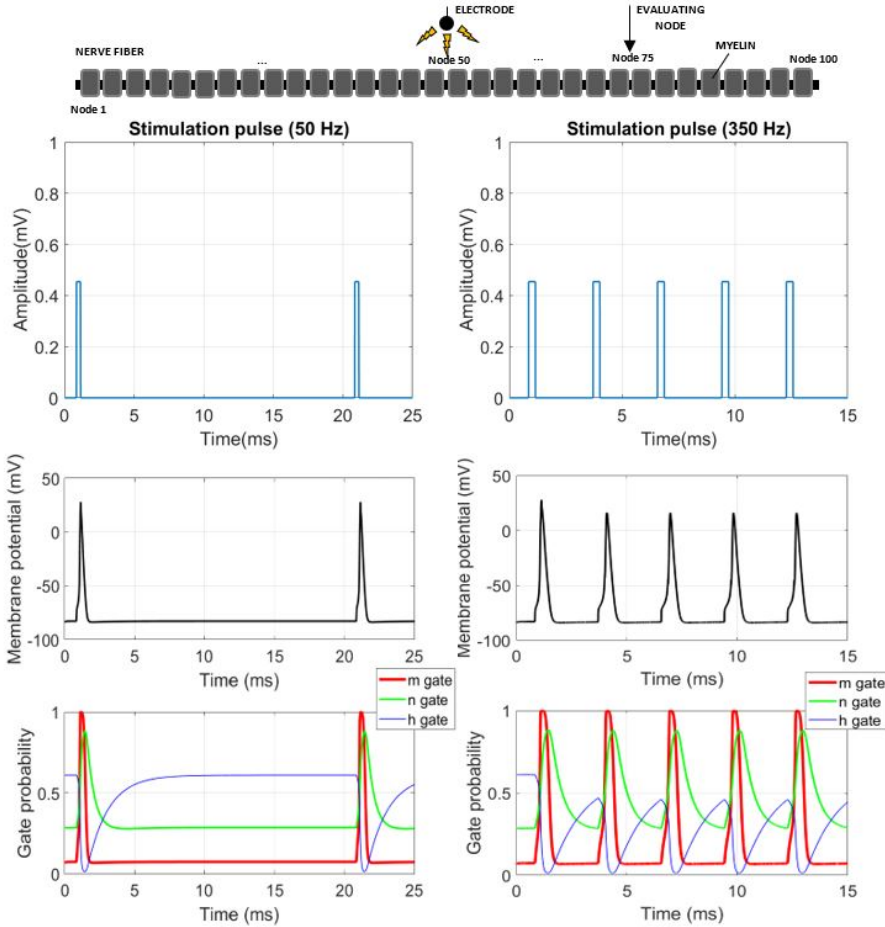 ELECTRODE
EVALUATING
NODE
NERVE FIBER
...
Node 50
...
Node 75
MYELIN
Node 100
Node 1
Stimulation pulse (50 Hz)
1
0.8
0.6
0.4
0.2
0
Amplitude(mV)
0 5 10 15 20 25
Time(ms)
Stimulation pulse (350 Hz)
1
0.8
0.6
0.4
0.2
0
Amplitude(mV)
0 5 10 15
Time(ms)
50
0
-50
-100
Membrane potential (mV)
0 5 10 15 20 25
Time (ms)
50
0
-50
-100
Membrane potential (mV)
0 5 10 15
Time (ms)
m gate
n gate
h gate
1
0.5
0
Gate probability
0 5 10 15 20 25
Time (ms)
m gate
n gate
h gate
1
0.5
0
Gate probability
0 5 10 15
Time (ms)